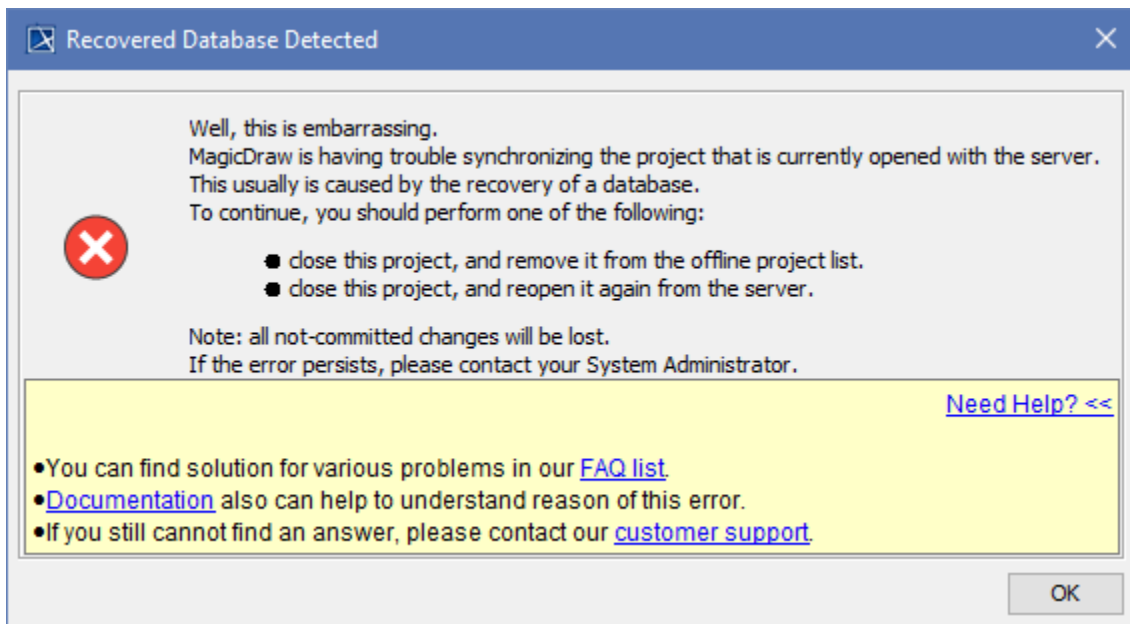 Recovered Database Detected
Well, this is embarrassing.
MagicDraw is having trouble synchronizing the project that is currently opened with the server.
This usually is caused by the recovery of a database.
To continue, you should perform one of the following:
● close this project, and remove it from the offline project list.
● close this project, and reopen it again from the server.
Note: all not-committed changes will be lost.
If the error persists, please contact your System Administrator.
Need Help? <<
•You can find solution for various problems in our FAQ list.
•Documentation also can help to understand reason of this error.
•If you still cannot find an answer, please contact our customer support.
OK